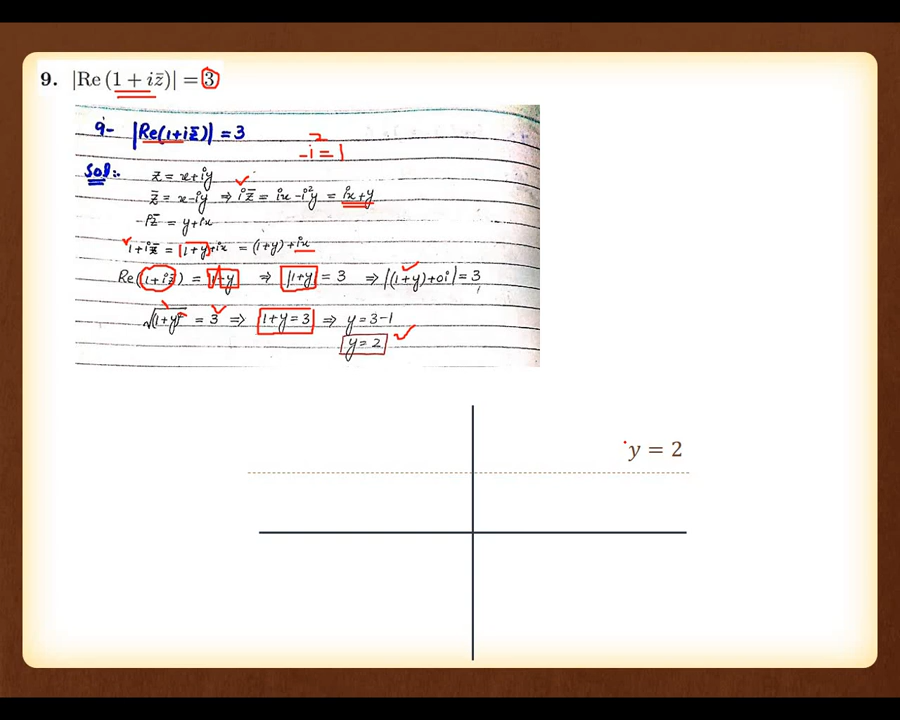 9. |Re (1 + iz̄)| = 3
9- |Re(1+iz̄)| = 3
-i² = 1
Sol:-
z = x+iy
z̄ = x-iy ⇒ iz̄ = ix - i²y = ix+y
-iz̄ = y+ix
1+iz̄ = 1+y+ix = (1+y)+ix
Re(1+iz̄) = 1+y ⇒ |1+y| = 3 ⇒ |(1+y)+0i| = 3
√(1+y)² = 3 ⇒ 1+y=3 ⇒ y=3-1
y=2
y = 2